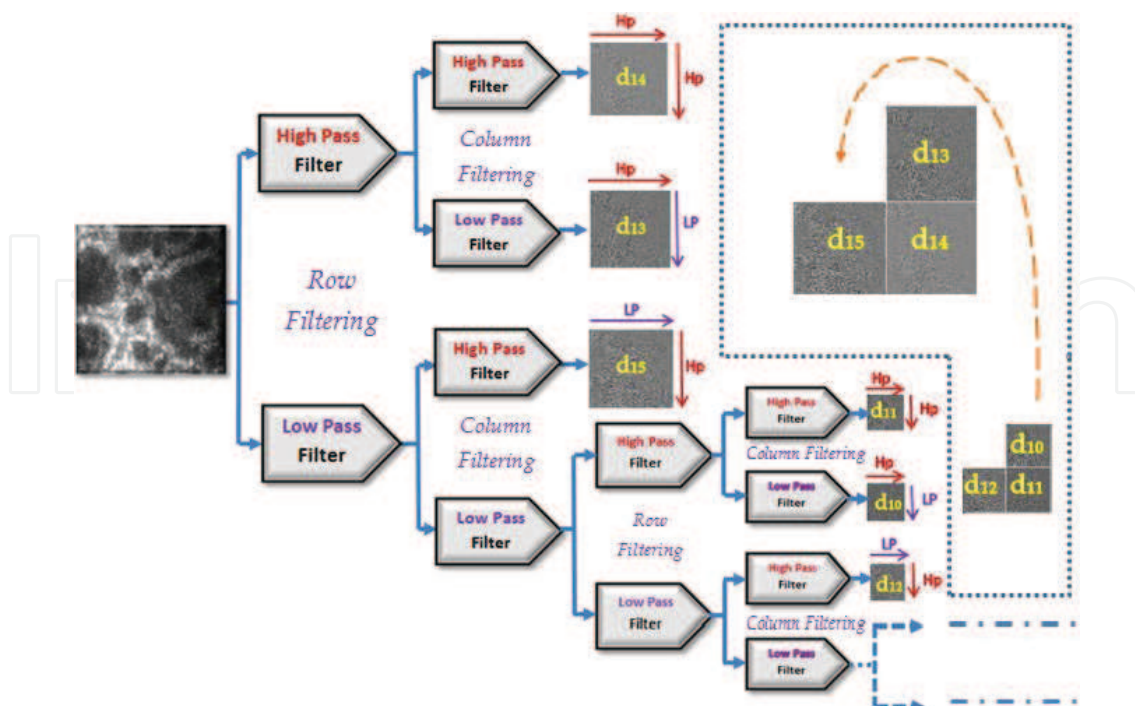 Hp
High Pass
Filter
d14
Hp
High Pass
Filter
Column
Filtering
Hp
Low Pass
Filter
d13
LP
Row
Filtering
LP
High Pass
Filter
d15
Hp
Low Pass
Filter
Column
Filtering
Low Pass
Filter
High Pass
Filter
Row
Filtering
Low Pass
Filter
High Pass
Filter
Hp
d11
Hp
Column Filtering
Low Pass
Filter
Hp
d10
LP
High Pass
Filter
LP
d12
Hp
Column Filtering
Low Pass
Filter
d13
d15 d14
d10
d12 d11